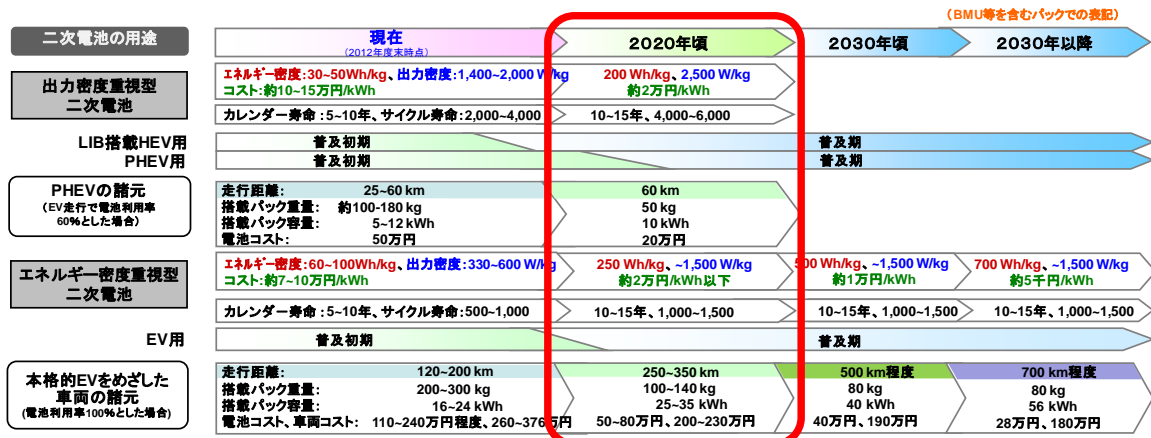 (BMU等を含むパックでの表記)
二次電池の用途
現在
(2012年度末時点)
2020年頃
2030年頃
2030年以降
出力密度重視型
二次電池
エネルギー密度:30~50Wh/kg、出力密度:1,400~2,000 W/kg
コスト:約10~15万円/kWh
200 Wh/kg、2,500 W/kg
約2万円/kWh
カレンダー寿命:5~10年、サイクル寿命:2,000~4,000
10~15年、4,000~6,000
LIB搭載HEV用
普及初期
普及期
PHEV用
普及初期
普及期
PHEVの諸元
(EV走行で電池利用率
60%とした場合)
走行距離: 25~60 km
60 km
搭載パック重量: 約100-180 kg
50 kg
搭載パック容量: 5~12 kWh
10 kWh
電池コスト: 50万円
20万円
エネルギー密度重視型
二次電池
エネルギー密度:60~100Wh/kg、出力密度:330~600 W/kg
コスト:約7~10万円/kWh
250 Wh/kg、~1,500 W/kg
約2万円/kWh以下
500 Wh/kg、~1,500 W/kg
約1万円/kWh
700 Wh/kg、~1,500 W/kg
約5千円/kWh
カレンダー寿命:5~10年、サイクル寿命:500~1,000
10~15年、1,000~1,500
10~15年、1,000~1,500
10~15年、1,000~1,500
EV用
普及初期
普及期
本格的EVをめざした
車両の諸元
(電池利用率100%とした場合)
走行距離: 120~200 km
250~350 km
500 km程度
700 km程度
搭載パック重量: 200~300 kg
100~140 kg
80 kg
80 kg
搭載パック容量: 16~24 kWh
25~35 kWh
40 kWh
56 kWh
電池コスト、車両コスト: 110~240万円程度、260~376万円
50~80万円、200~230万円
40万円、190万円
28万円、180万円